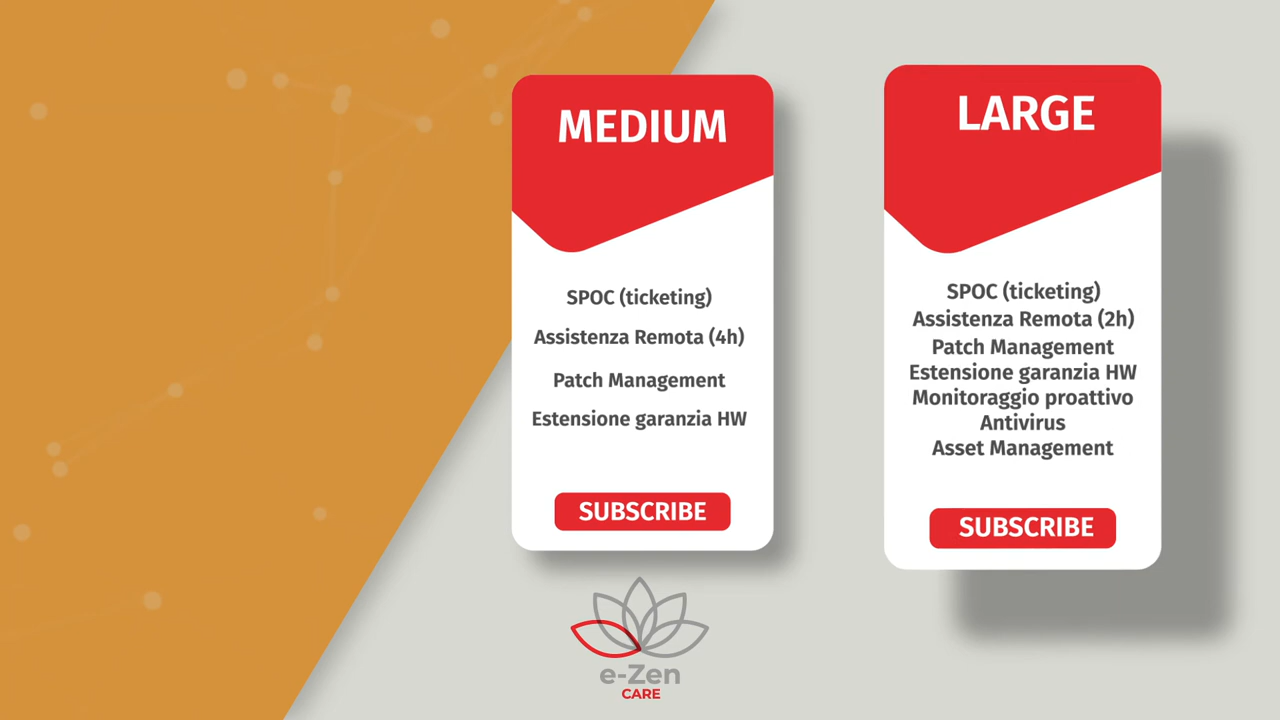 MEDIUM
SPOC (ticketing)
Assistenza Remota (4h)
Patch Management
Estensione garanzia HW
SUBSCRIBE
LARGE
SPOC (ticketing)
Assistenza Remota (2h)
Patch Management
Estensione garanzia HW
Monitoraggio proattivo
Antivirus
Asset Management
SUBSCRIBE
e-Zen
CARE